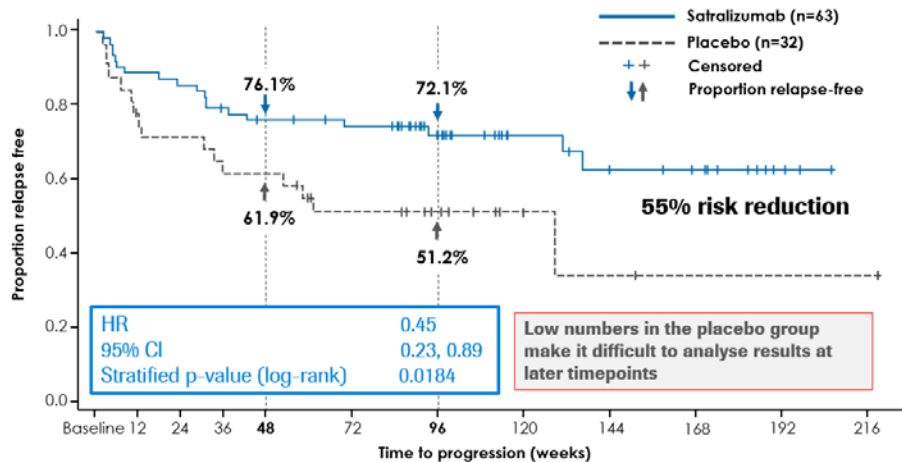 Satralizumab (n=63)
Placebo (n=32)
Censored
Proportion relapse-free
1.0
0.8
0.6
0.4
0.2
0.0
Proportion relapse free
76.1%
72.1%
61.9%
51.2%
55% risk reduction
HR 0.45
95% CI 0.23, 0.89
Stratified p-value (log-rank) 0.0184
Low numbers in the placebo group
make it difficult to analyse results at
later timepoints
Baseline 12 24 36 48 72 96 120 144 168 192 216
Time to progression (weeks)